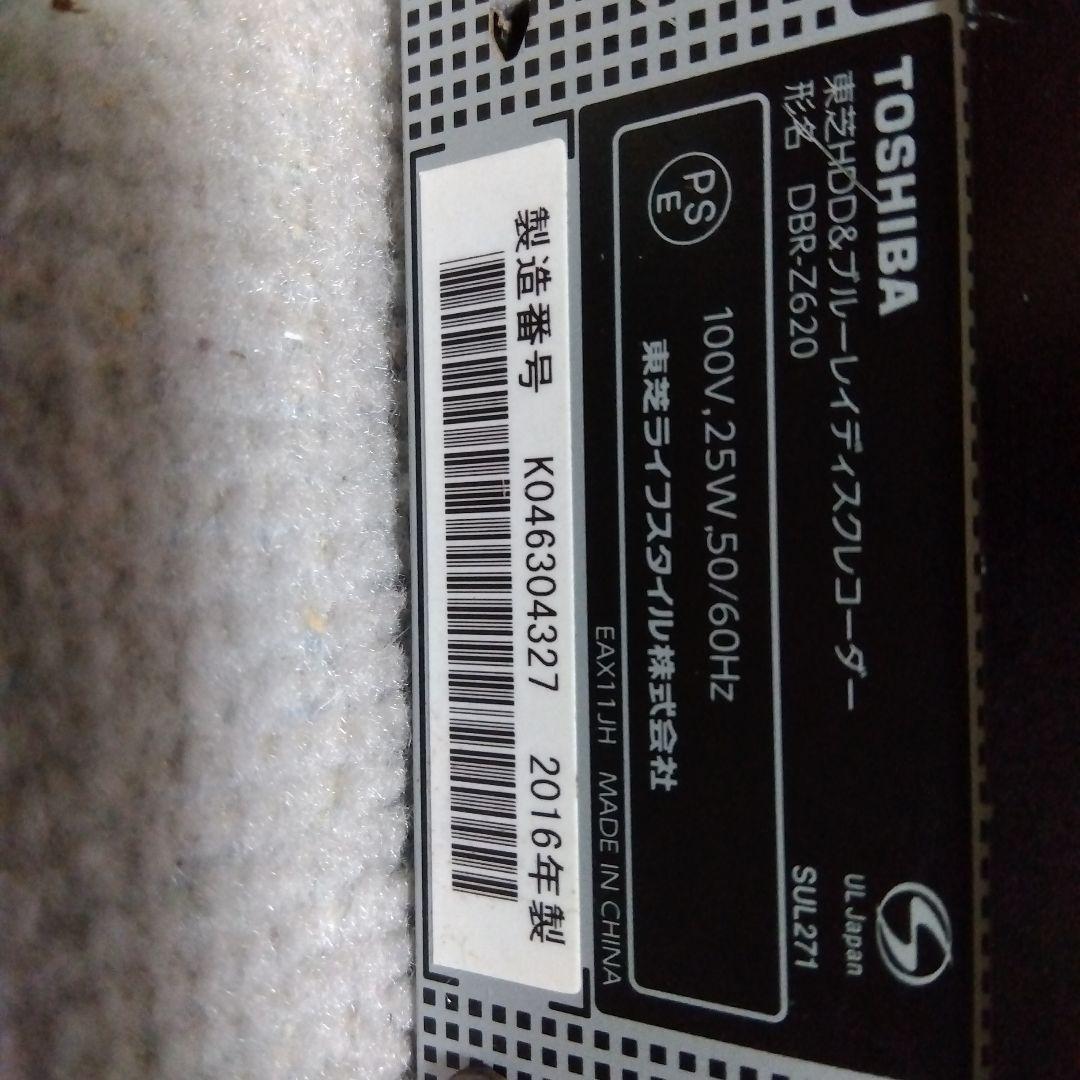 TOSHIBA
東芝HDD&ブルーレイディスクレコーダー
形名 DBR-Z620
PS
E
100V,25W,50/60Hz
東芝ライフスタイル株式会社
S
UL Japan
SUL271
EAX11JH MADE IN CHINA
製造番号 K046304327 2016年製